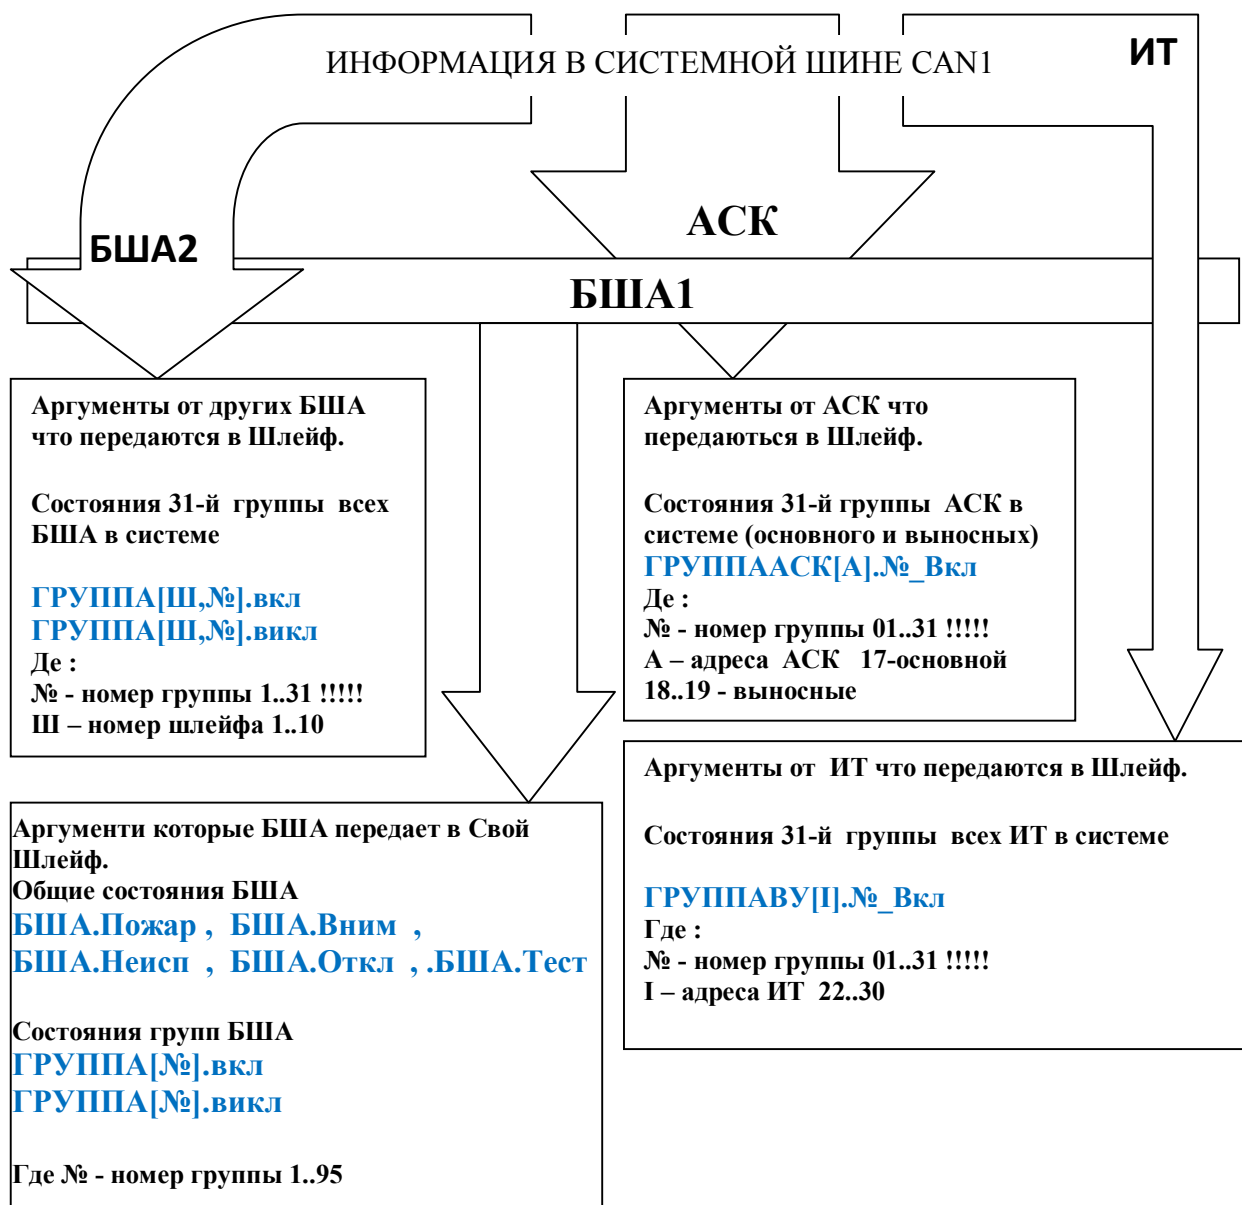 ИНФОРМАЦИЯ В СИСТЕМНОЙ ШИНЕ CAN1
ИТ
АСК
БША2
БША1
Аргументы от других БША
что передаются в Шлейф.
Состояния 31-й группы всех
БША в системе
ГРУППА[Ш,№].вкл
ГРУППА[Ш,№].викл
Де :
№ - номер группы 1..31 !!!!!
Ш – номер шлейфа 1..10
Аргументы от АСК что
передаються в Шлейф.
Состояния 31-й группы АСК в
системе (основного и выносных)
ГРУППААСК[А].№_Вкл
Де :
№ - номер группы 01..31 !!!!!
А – адреса АСК 17-основной
18..19 - выносные
Аргументи которые БША передает в Свой
Шлейф.
Общие состояния БША
БША.Пожар , БША.Вним ,
БША.Неисп , БША.Откл , .БША.Тест
Состояния групп БША
ГРУППА[№].вкл
ГРУППА[№].викл
Где № - номер группы 1..95
Аргументы от ИТ что передаются в Шлейф.
Состояния 31-й группы всех ИТ в системе
ГРУППАВУ[I].№_Вкл
Где :
№ - номер группы 01..31 !!!!!
I – адреса ИТ 22..30